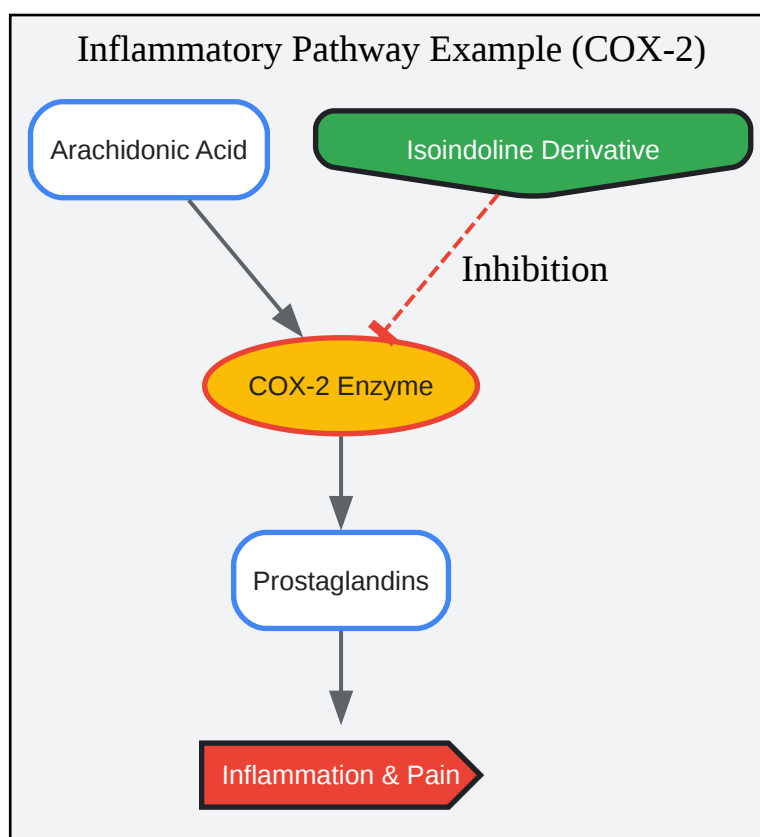 Inflammatory Pathway Example (COX-2)
Arachidonic Acid
Isoindoline Derivative
Inhibition
COX-2 Enzyme
Prostaglandins
Inflammation & Pain